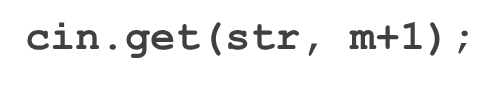 cin.get(str, m+1);